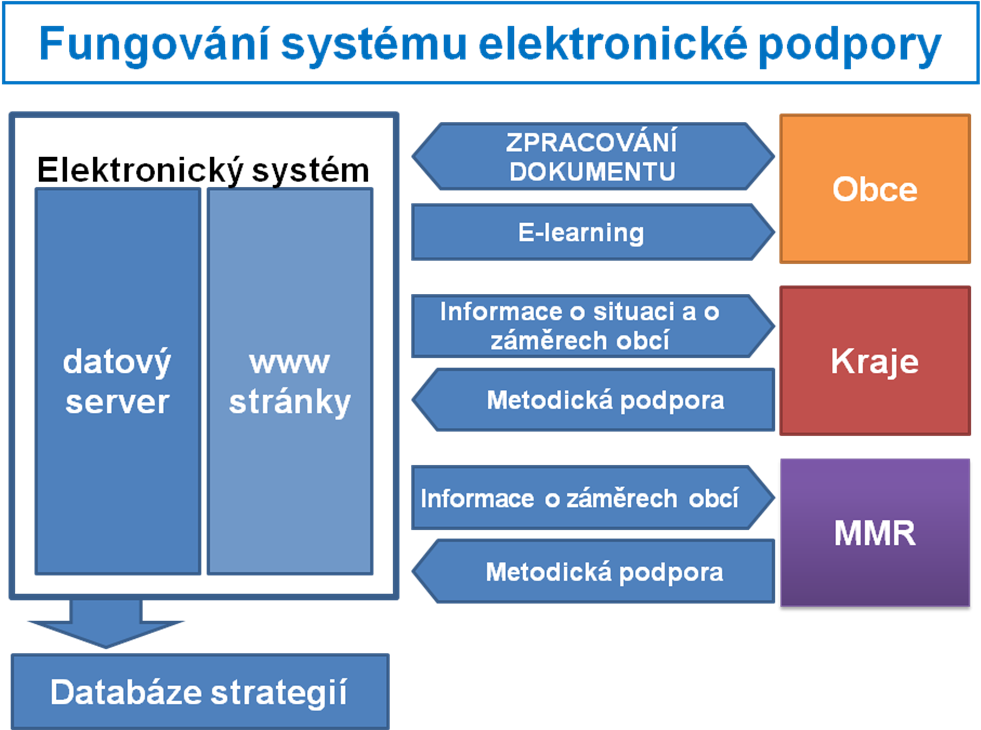 Fungování systému elektronické podpory
Elektronický systém
datový
server
www
stránky
Databáze strategií
ZPRACOVÁNÍ
DOKUMENTU
E-learning
Obce
Informace o situaci a o
záměrech obcí
Metodická podpora
Kraje
Informace o záměrech obcí
Metodická podpora
MMR